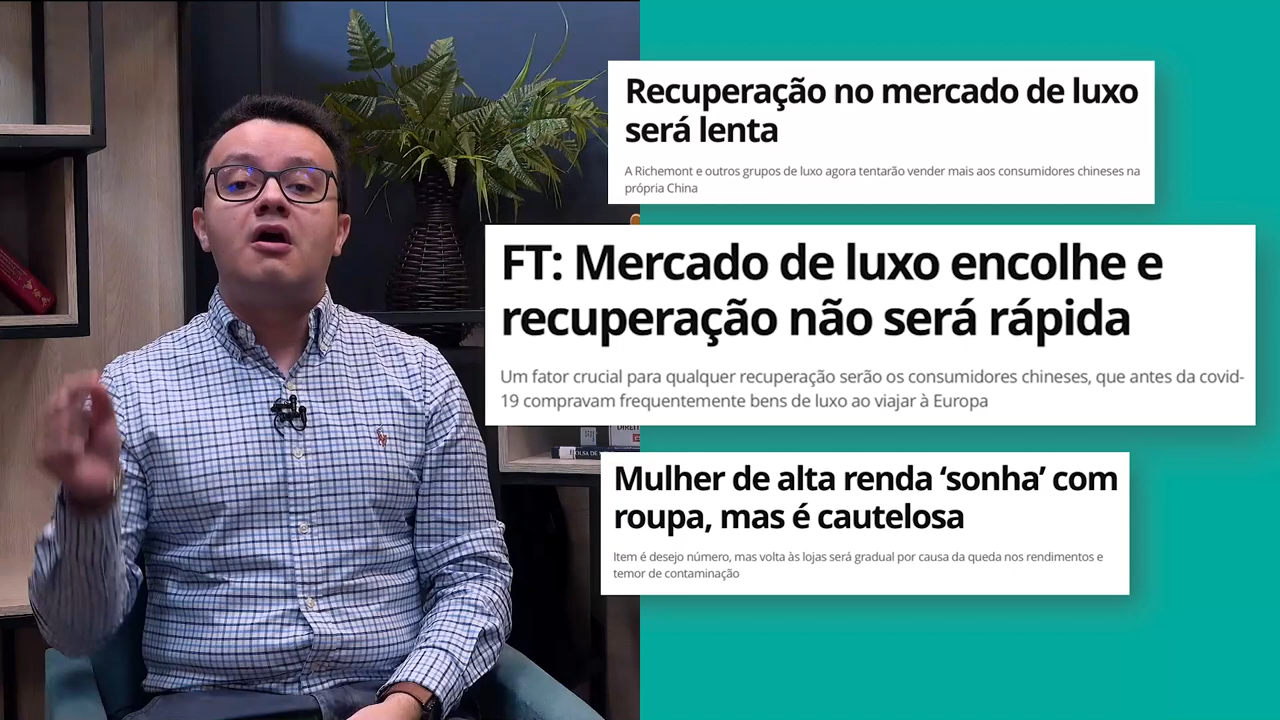 Recuperação no mercado de luxo
será lenta
A Richemont e outros grupos de luxo agora tentarão vender mais aos consumidores chineses na
própria China
FT: Mercado de luxo encolhe e
recuperação não será rápida
Um fator crucial para qualquer recuperação serão os consumidores chineses, que antes da covid-
19 compravam frequentemente bens de luxo ao viajar à Europa
DIREIT
BOLSA DE
Mulher de alta renda ‘sonha’ com
roupa, mas é cautelosa
Item é desejo número, mas volta às lojas será gradual por causa da queda nos rendimentos e
temor de contaminação